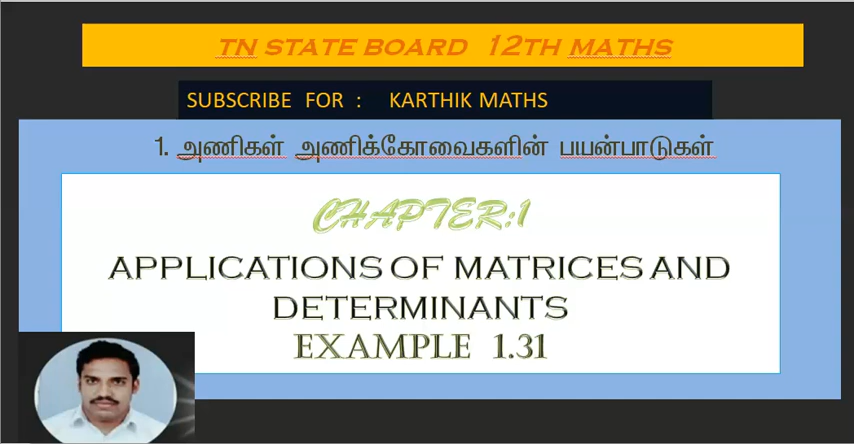 TN STATE BOARD 12TH MATHS
SUBSCRIBE FOR : KARTHIK MATHS
1. அணிகள் அணிக்கோவைகளின் பயன்பாடுகள்
CHAPTER:1
APPLICATIONS OF MATRICES AND
DETERMINANTS
EXAMPLE 1.31